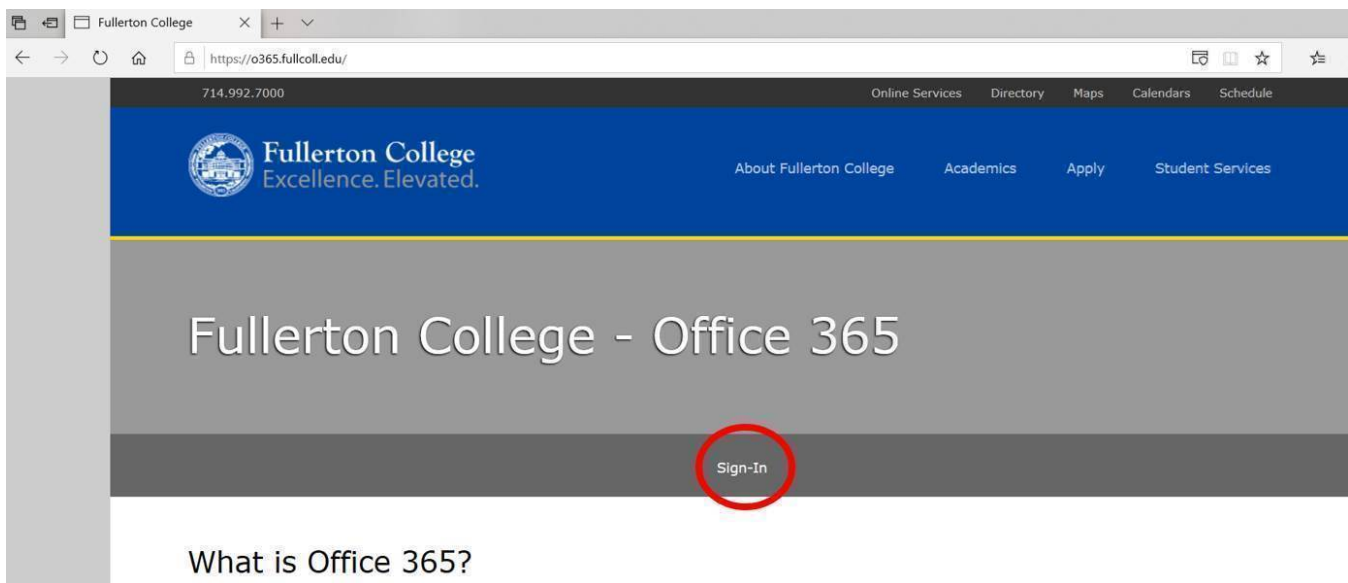 Fullerton College
https://o365.fullcoll.edu/
714.992.7000 Online Services Directory Maps Calendars Schedule
Fullerton College
Excellence. Elevated.
About Fullerton College Academics Apply Student Services
Fullerton College - Office 365
Sign-In
What is Office 365?